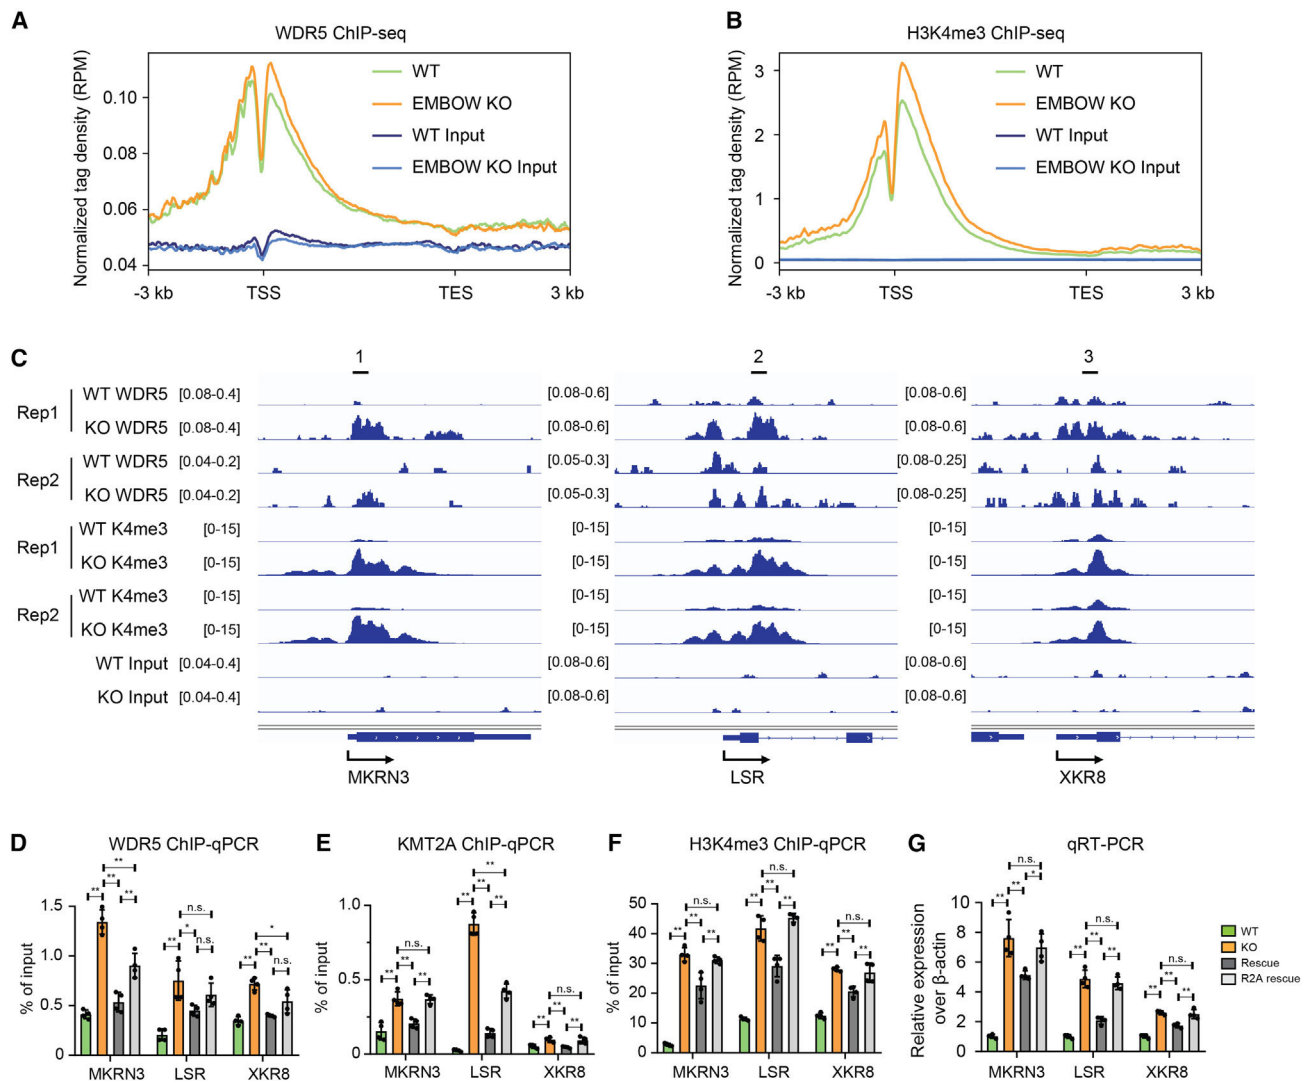 A
WDR5 ChIP-seq
Normalized tag density (RPM)
0.10
0.08
0.06
0.04
WT
EMBOW KO
WT Input
EMBOW KO Input
-3 kb TSS TES 3 kb
B
H3K4me3 ChIP-seq
Normalized tag density (RPM)
3
2
1
0
WT
EMBOW KO
WT Input
EMBOW KO Input
-3 kb TSS TES 3 kb
C
1 2 3
Rep1
WT WDR5 [0.08-0.4] [0.08-0.6] [0.08-0.6]
KO WDR5 [0.08-0.4] [0.08-0.6] [0.08-0.6]
Rep2
WT WDR5 [0.04-0.2] [0.05-0.3] [0.08-0.25]
KO WDR5 [0.04-0.2] [0.05-0.3] [0.08-0.25]
Rep1
WT K4me3 [0-15] [0-15] [0-15]
KO K4me3 [0-15] [0-15] [0-15]
Rep2
WT K4me3 [0-15] [0-15] [0-15]
KO K4me3 [0-15] [0-15] [0-15]
WT Input [0.04-0.4] [0.08-0.6] [0.08-0.6]
KO Input [0.04-0.4] [0.08-0.6] [0.08-0.6]
MKRN3 LSR XKR8
D
WDR5 ChIP-qPCR
% of input
1.5
1.0
0.5
0.0
**
** **
**
n.s.
** *
n.s.
*
** **
n.s.
MKRN3 LSR XKR8
E
KMT2A ChIP-qPCR
% of input
1.0
0.5
0
n.s.
** ** **
**
** ** **
n.s.
** ** **
MKRN3 LSR XKR8
F
H3K4me3 ChIP-qPCR
% of input
50
40
30
20
10
0
n.s.
** ** **
n.s.
** ** **
n.s.
** ** **
MKRN3 LSR XKR8
G
qRT-PCR
Relative expression
over β-actin
10
8
6
4
2
0
n.s.
** ** *
n.s.
** ** **
n.s.
** ** **
MKRN3 LSR XKR8
WT
KO
Rescue
R2A rescue